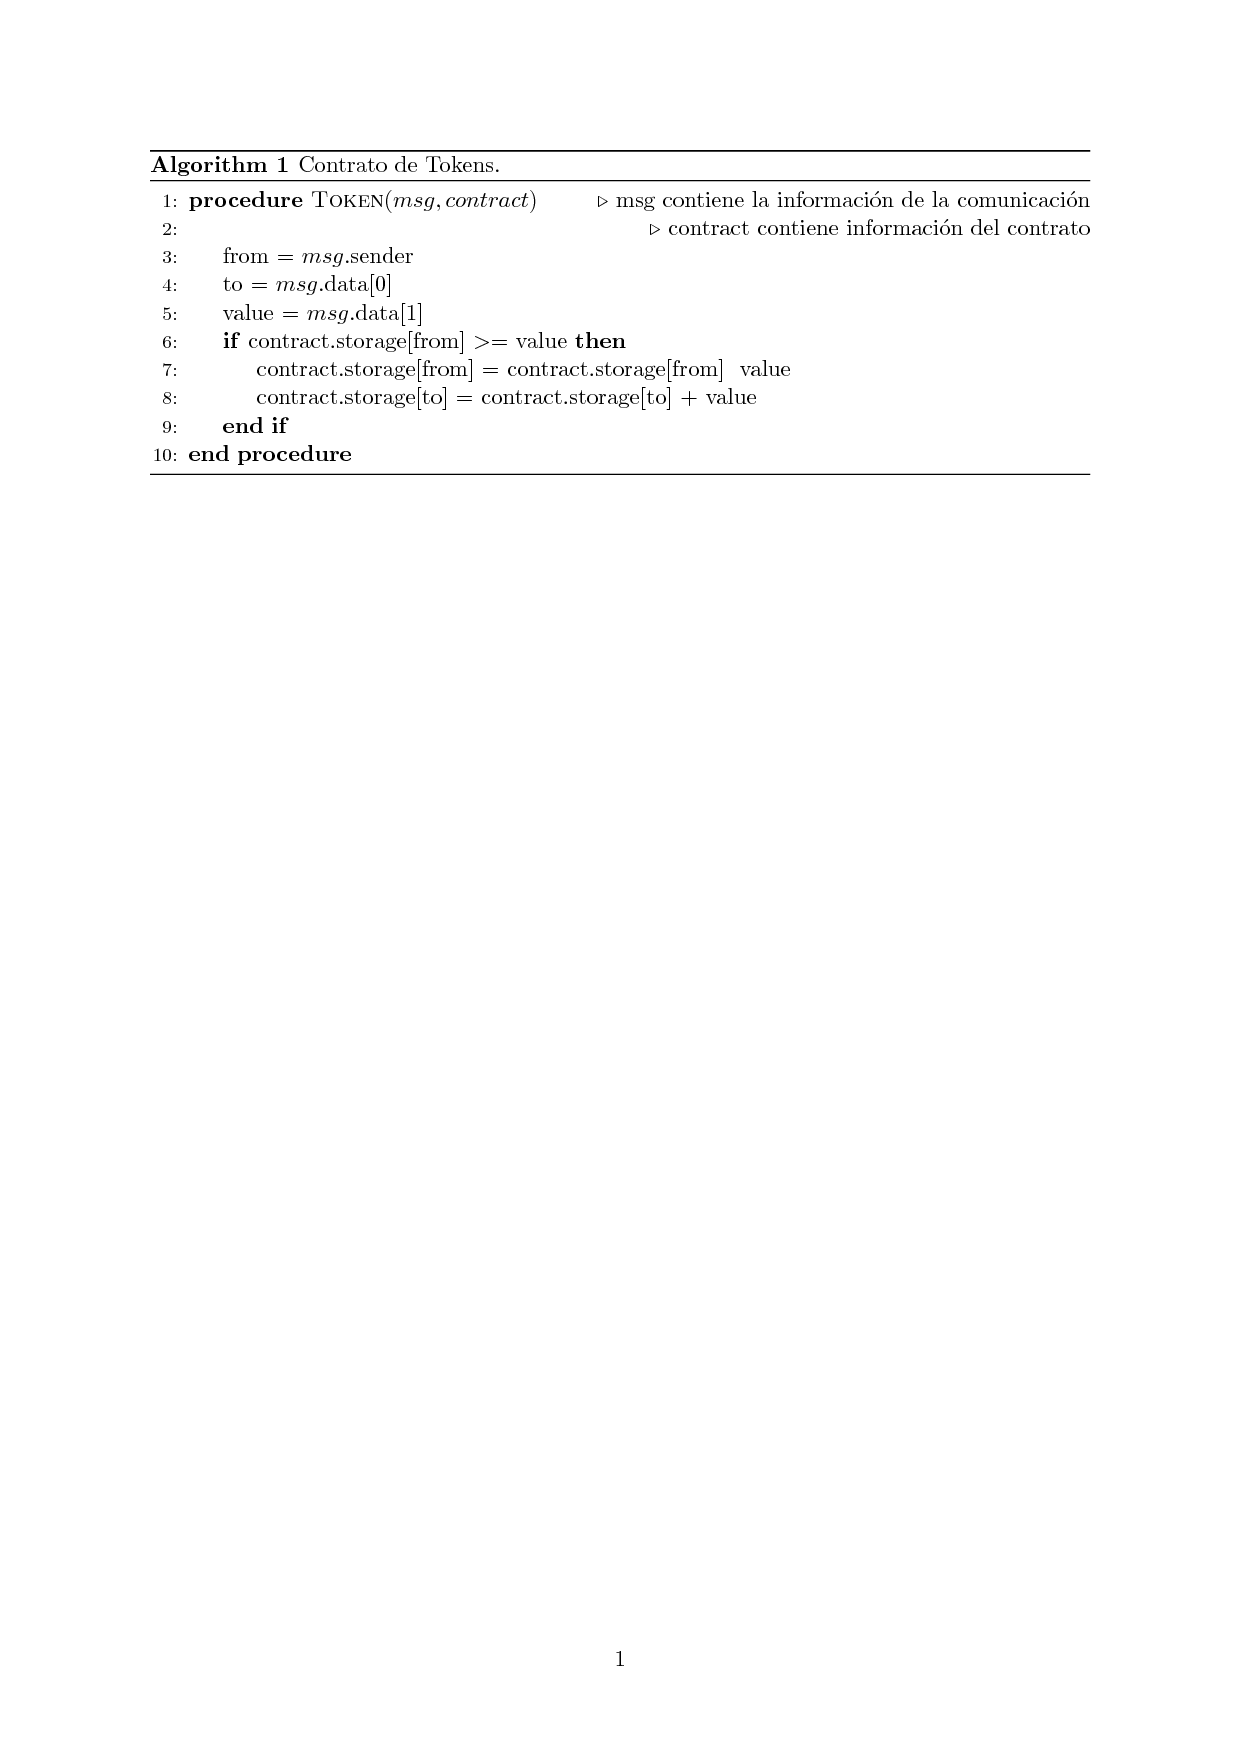 Algorithm 1 Contrato de Tokens.
1: procedure TOKEN(msg, contract) ▷ msg contiene la información de la comunicación
2: ▷ contract contiene información del contrato
3: from = msg.sender
4: to = msg.data[0]
5: value = msg.data[1]
6: if contract.storage[from] >= value then
7: contract.storage[from] = contract.storage[from]  value
8: contract.storage[to] = contract.storage[to] + value
9: end if
10: end procedure
1